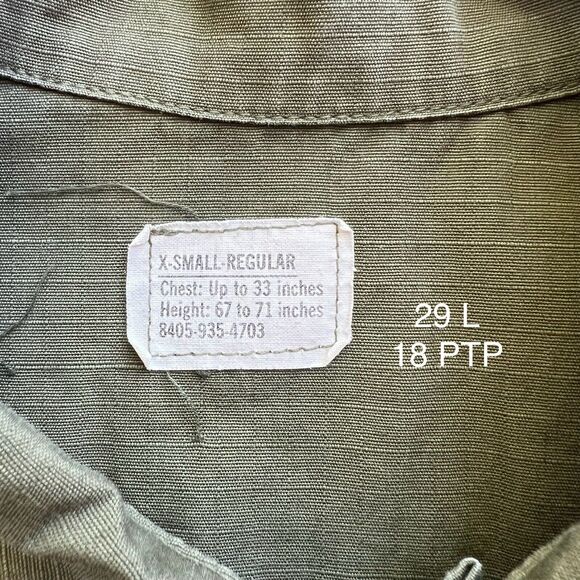 X-SMALL-REGULAR
Chest: Up to 33 inches
Height: 67 to 71 inches
8405-935-4703
29 L
18 PTP